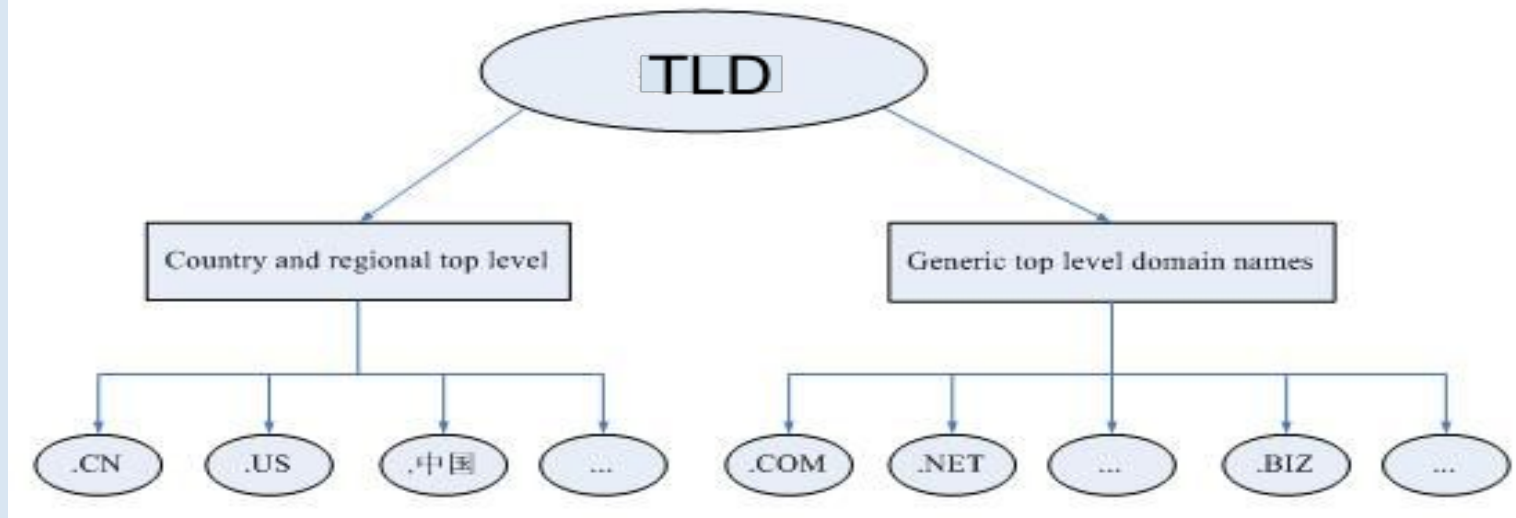 TLD
Country and regional top level
Generic top level domain names
.CN
.US
.中国
...
.COM
.NET
...
.BIZ
...